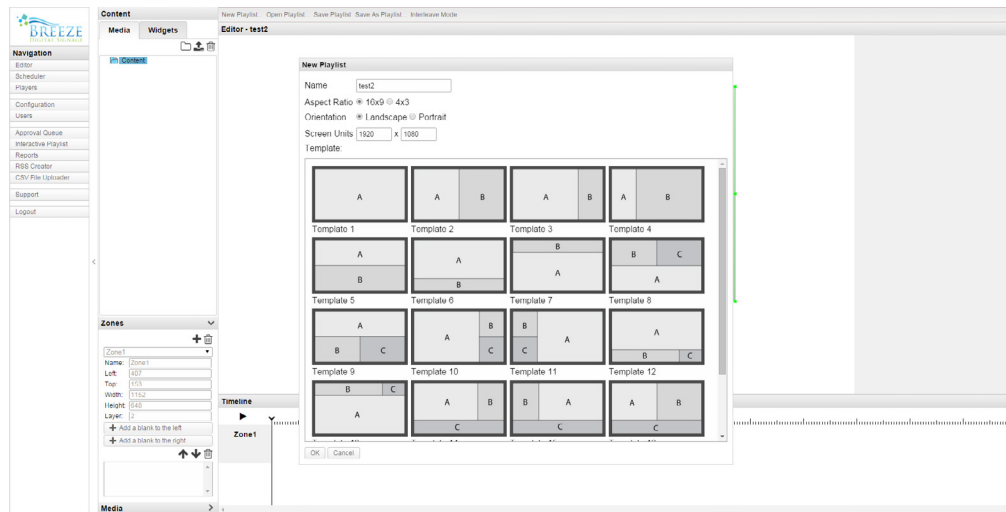 BREEZE
DIGITAL SIGNAGE
Navigation
Editor
Scheduler
Players
Configuration
Users
Approval Queue
Interactive Playlist
Reports
RSS Creator
CSV File Uploader
Support
Logout
Content
Media Widgets
Content
Zones
Zone1
Name: Zone1
Left: 407
Top: 153
Width: 1152
Height: 648
Layer: 2
Add a blank to the left
Add a blank to the right
Media
New Playlist Open Playlist Save Playlist Save As Playlist Interleave Mode
Editor - test2
New Playlist
Name test2
Aspect Ratio 16x9 4x3
Orientation Landscape Portrait
Screen Units 1920 x 1080
Template:
A A B A B A B
Template 1 Template 2 Template 3 Template 4
A B A B B A B C A
Template 5 Template 6 Template 7 Template 8
A B C A B C B C A A B C
Template 9 Template 10 Template 11 Template 12
B C A A B C B A C A B C
OK Cancel
Timeline
Zone1